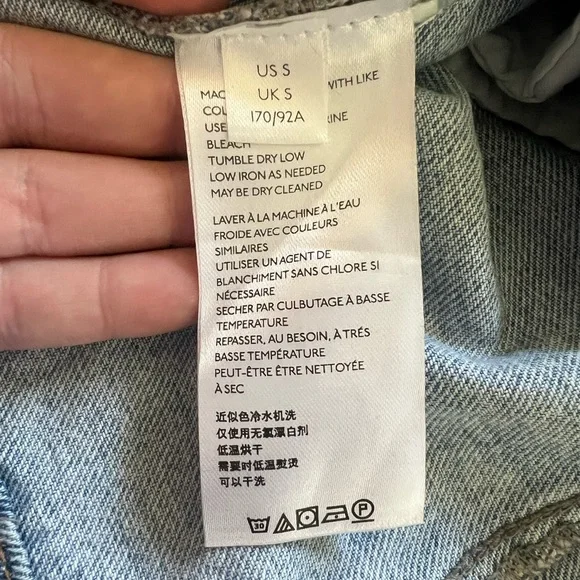 US S
UK S
170/92A
WITH LIKE
USE
BLEACH
TUMBLE DRY LOW
LOW IRON AS NEEDED
MAY BE DRY CLEANED
LAVER À LA MACHINE À L'EAU
FROIDE AVEC COULEURS
SIMILAIRES
UTILISER UN AGENT DE
BLANCHIMENT SANS CHLORE SI
NÉCESSAIRE
SECHER PAR CULBUTAGE À BASSE
TEMPERATURE
REPASSER, AU BESOIN, À TRÉS
BASSE TEMPÉRATURE
PEUT-ÊTRE ÊTRE NETTOYÉE
À SEC
近似色冷水机洗
仅使用无氯漂白剂
低温烘干
需要时低温熨烫
可以干洗
30
P